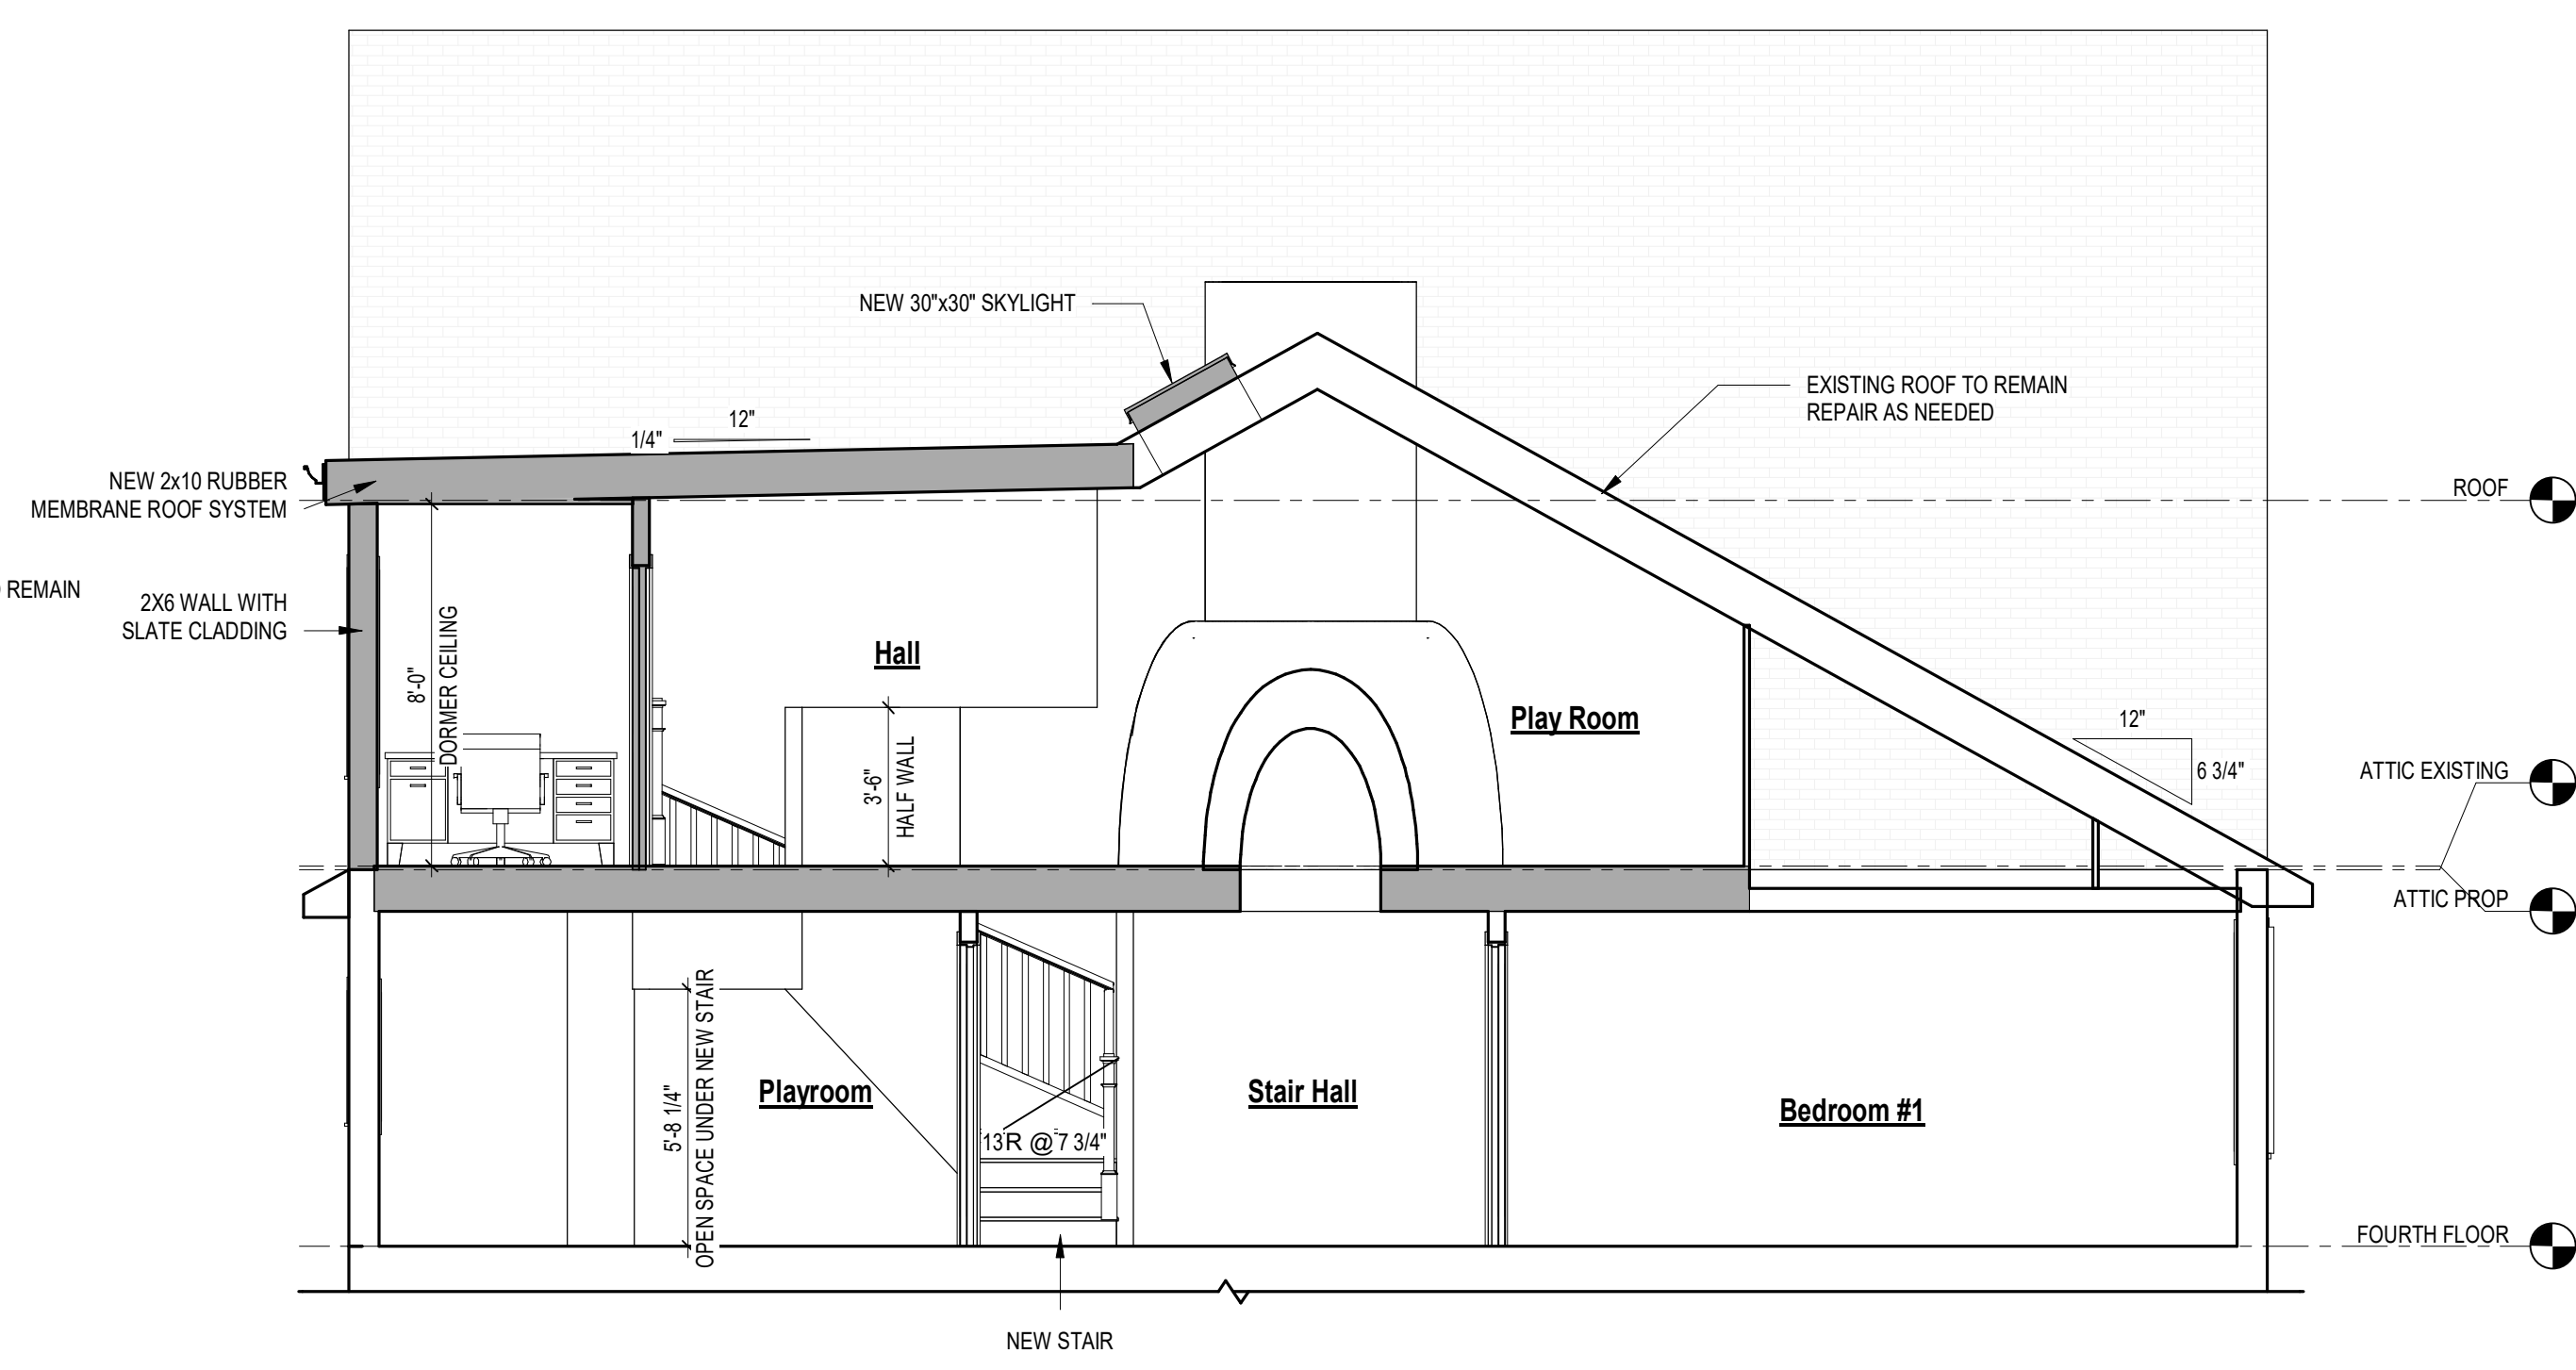 NEW 30"x30" SKYLIGHT
EXISTING ROOF TO REMAIN
REPAIR AS NEEDED
12"
1/4"
NEW 2x10 RUBBER
MEMBRANE ROOF SYSTEM
ROOF
REMAIN
2X6 WALL WITH
SLATE CLADDING
8'-0"
DORMER CEILING
Hall
Play Room
12"
6 3/4"
3'-6"
HALF WALL
ATTIC EXISTING
ATTIC PROP
5'-8 1/4"
OPEN SPACE UNDER NEW STAIR
Playroom
13R @ 7 3/4"
Stair Hall
Bedroom #1
FOURTH FLOOR
NEW STAIR